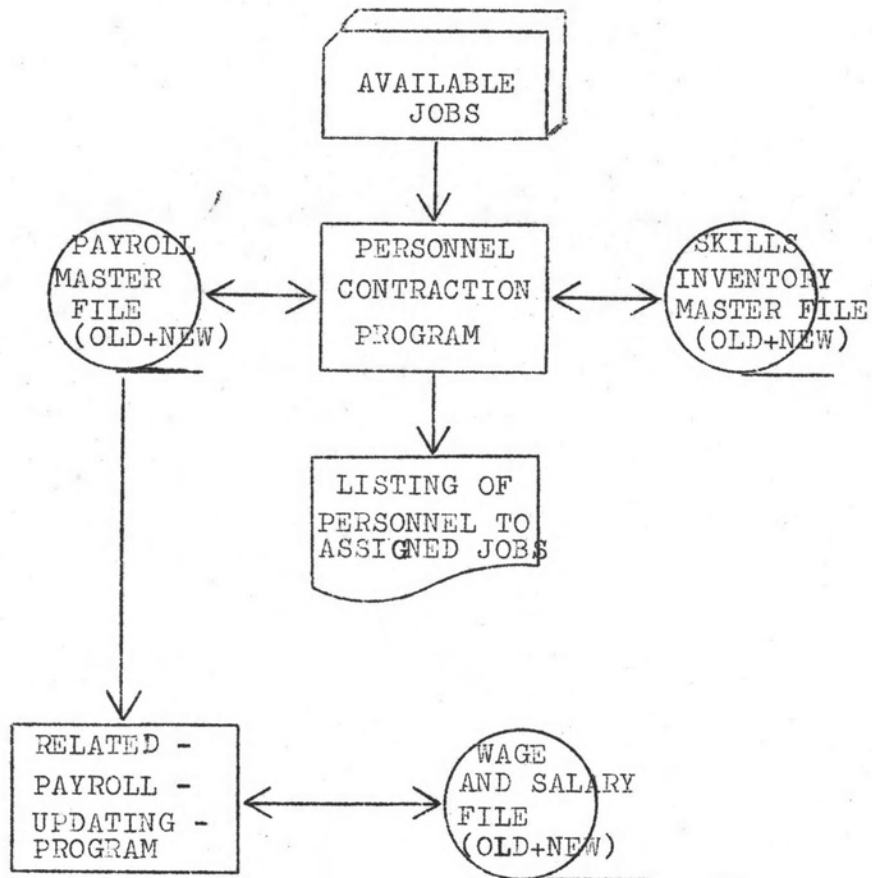 AVAILABLE
JOBS
PAYROLL
MASTER
FILE
(OLD+NEW)
PERSONNEL
CONTRACTION
PROGRAM
SKILLS
INVENTORY
MASTER FILE
(OLD+NEW)
LISTING OF
PERSONNEL TO
ASSIGNED JOBS
RELATED -
PAYROLL -
UPDATING -
PROGRAM
WAGE
AND SALARY
FILE
(OLD+NEW)